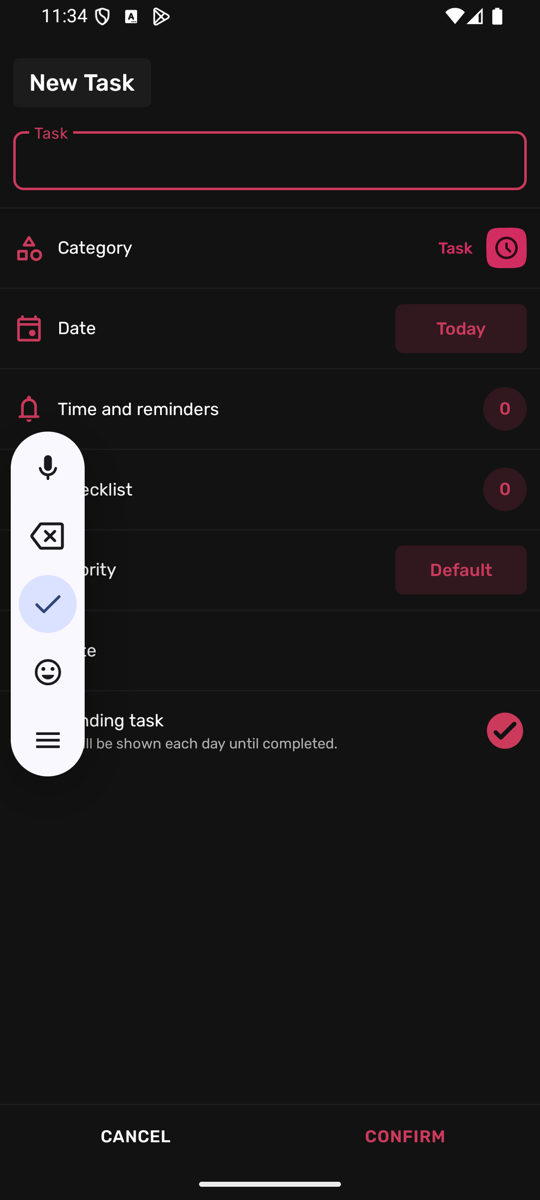 11:34
New Task
Task
Category
Task
Date
Today
Time and reminders
0
ecklist
0
ority
Default
te
nding task
ll be shown each day until completed.
CANCEL
CONFIRM